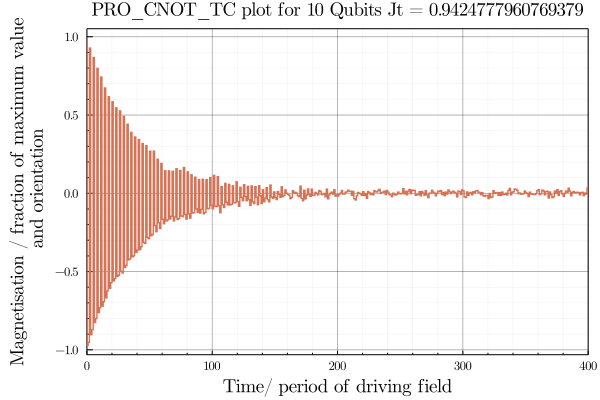 PRO_CNOT_TC plot for 10 Qubits Jt = 0.9424777960769379
Magnetisation / fraction of maximum value
and orientation
1.0
0.5
0.0
−0.5
−1.0
0 100 200 300 400
Time/ period of driving field